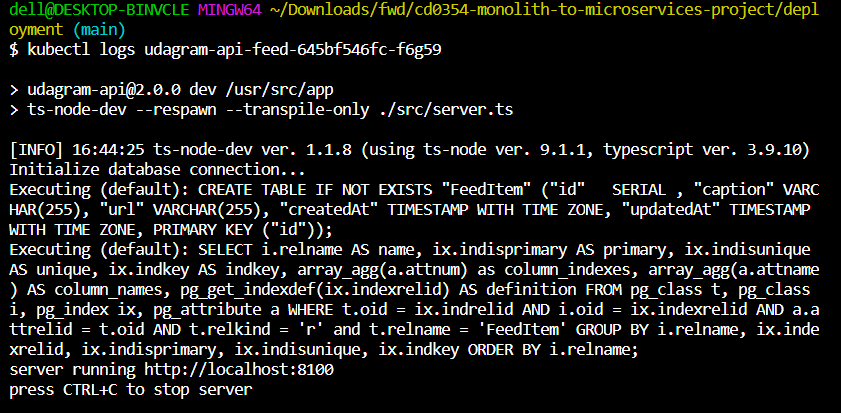 dell@DESKTOP-BINVCLE MINGW64 ~/Downloads/fwd/cd0354-monolith-to-microservices-project/depl
oyment (main)
$ kubectl logs udagram-api-feed-645bf546fc-f6g59
> udagram-api@2.0.0 dev /usr/src/app
> ts-node-dev --respawn --transpile-only ./src/server.ts
[INFO] 16:44:25 ts-node-dev ver. 1.1.8 (using ts-node ver. 9.1.1, typescript ver. 3.9.10)
Initialize database connection...
Executing (default): CREATE TABLE IF NOT EXISTS "FeedItem" ("id"   SERIAL , "caption" VARC
HAR(255), "url" VARCHAR(255), "createdAt" TIMESTAMP WITH TIME ZONE, "updatedAt" TIMESTAMP
WITH TIME ZONE, PRIMARY KEY ("id"));
Executing (default): SELECT i.relname AS name, ix.indisprimary AS primary, ix.indisunique
AS unique, ix.indkey AS indkey, array_agg(a.attnum) as column_indexes, array_agg(a.attname
) AS column_names, pg_get_indexdef(ix.indexrelid) AS definition FROM pg_class t, pg_class
i, pg_index ix, pg_attribute a WHERE t.oid = ix.indrelid AND i.oid = ix.indexrelid AND a.a
ttrelid = t.oid AND t.relkind = 'r' and t.relname = 'FeedItem' GROUP BY i.relname, ix.inde
xrelid, ix.indisprimary, ix.indisunique, ix.indkey ORDER BY i.relname;
server running http://localhost:8100
press CTRL+C to stop server